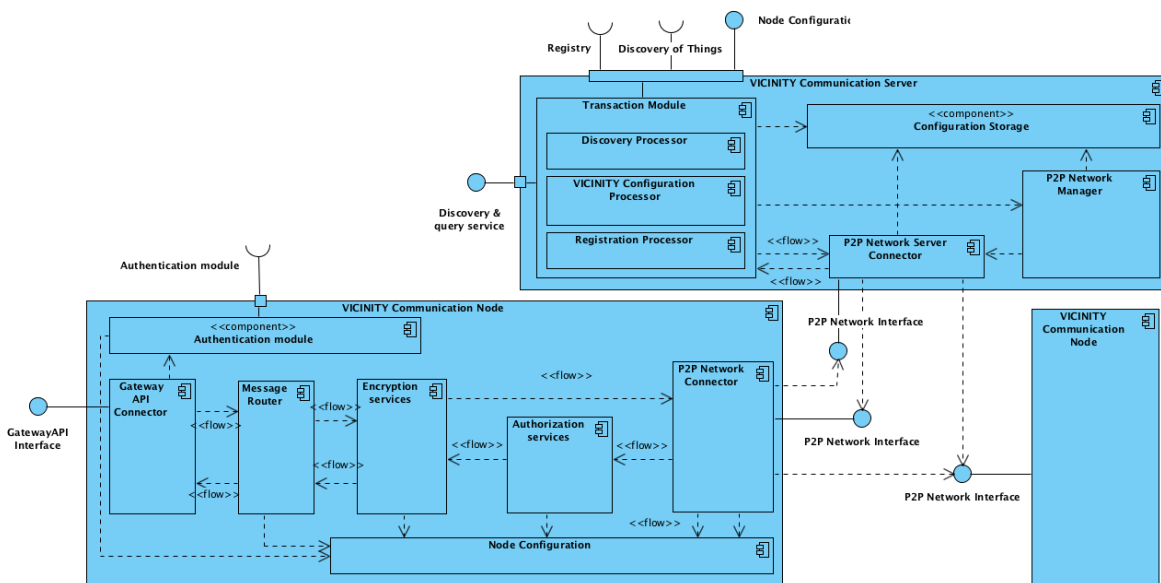 Node Configuratic
Registry
Discovery of Things
VICINITY Communication Server
Transaction Module
<<component>>
Configuration Storage
Discovery Processor
VICINITY Configuration
Processor
P2P Network
Manager
Discovery &
query service
Registration Processor
<<flow>>
P2P Network Server
Connector
<<flow>>
Authentication module
VICINITY Communication Node
P2P Network Interface
VICINITY
Communication
Node
<<component>>
Authentication module
Gateway
API
Connector
Message
Router
Encryption
services
<<flow>>
P2P Network
Connector
<<flow>>
<<flow>>
Authorization
services
GatewayAPI
Interface
<<flow>>
<<flow>>
P2P Network Interface
<<flow>>
<<flow>>
P2P Network Interface
<<flow>>
Node Configuration